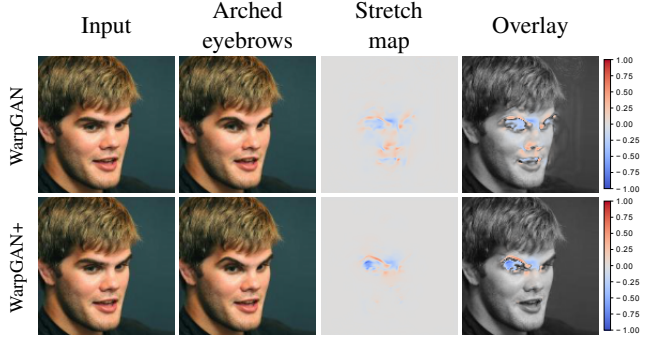 Input
Arched
eyebrows
Stretch
map
Overlay
WarpGAN
1.00
0.75
0.50
0.25
0.00
− 0.25
− 0.50
− 0.75
− 1.00
WarpGAN+
1.00
0.75
0.50
0.25
0.00
− 0.25
− 0.50
− 0.75
− 1.00